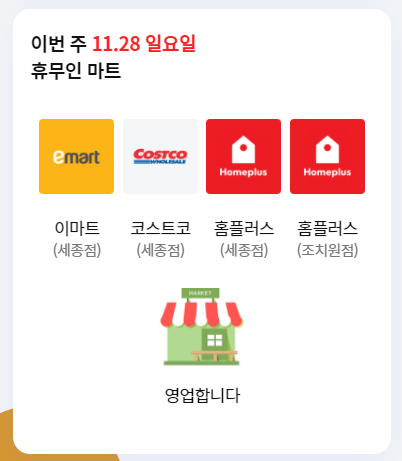 이번 주 11.28 일요일
휴무인 마트
emart
COSTCO
WHOLESALE
Homeplus
Homeplus
이마트
(세종점)
코스트코
(세종점)
홈플러스
(세종점)
홈플러스
(조치원점)
MARKET
영업합니다